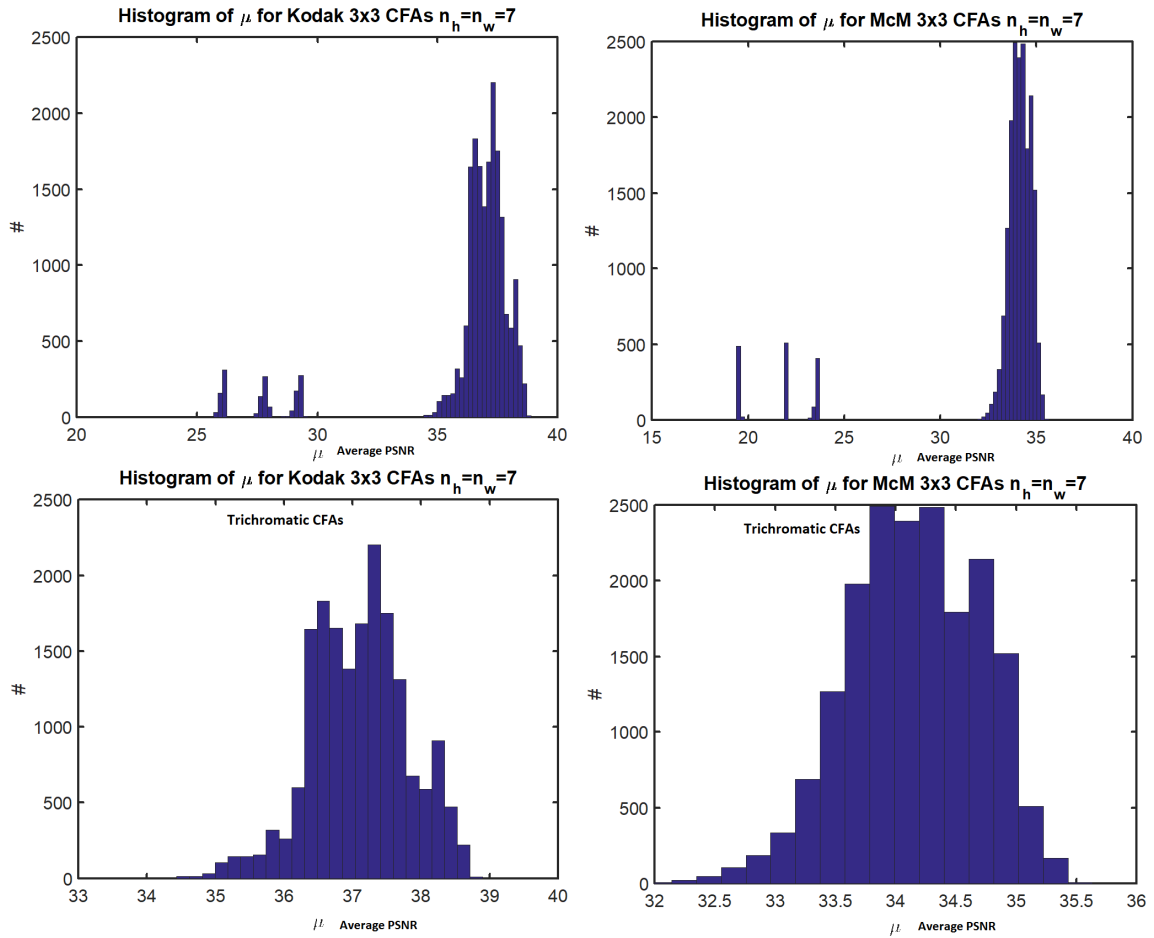 Histogram of μ for Kodak 3x3 CFAs n_h=n_w=7
2500
2000
1500
1000
500
0
#
20 25 30 35 40
μ Average PSNR
Histogram of μ for McM 3x3 CFAs n_h=n_w=7
2500
2000
1500
1000
500
0
#
15 20 25 30 35 40
μ Average PSNR
Histogram of μ for Kodak 3x3 CFAs n_h=n_w=7
Trichromatic CFAs
2500
2000
1500
1000
500
0
#
33 34 35 36 37 38 39 40
μ Average PSNR
Histogram of μ for McM 3x3 CFAs n_h=n_w=7
Trichromatic CFAs
2500
2000
1500
1000
500
0
#
32 32.5 33 33.5 34 34.5 35 35.5 36
μ Average PSNR